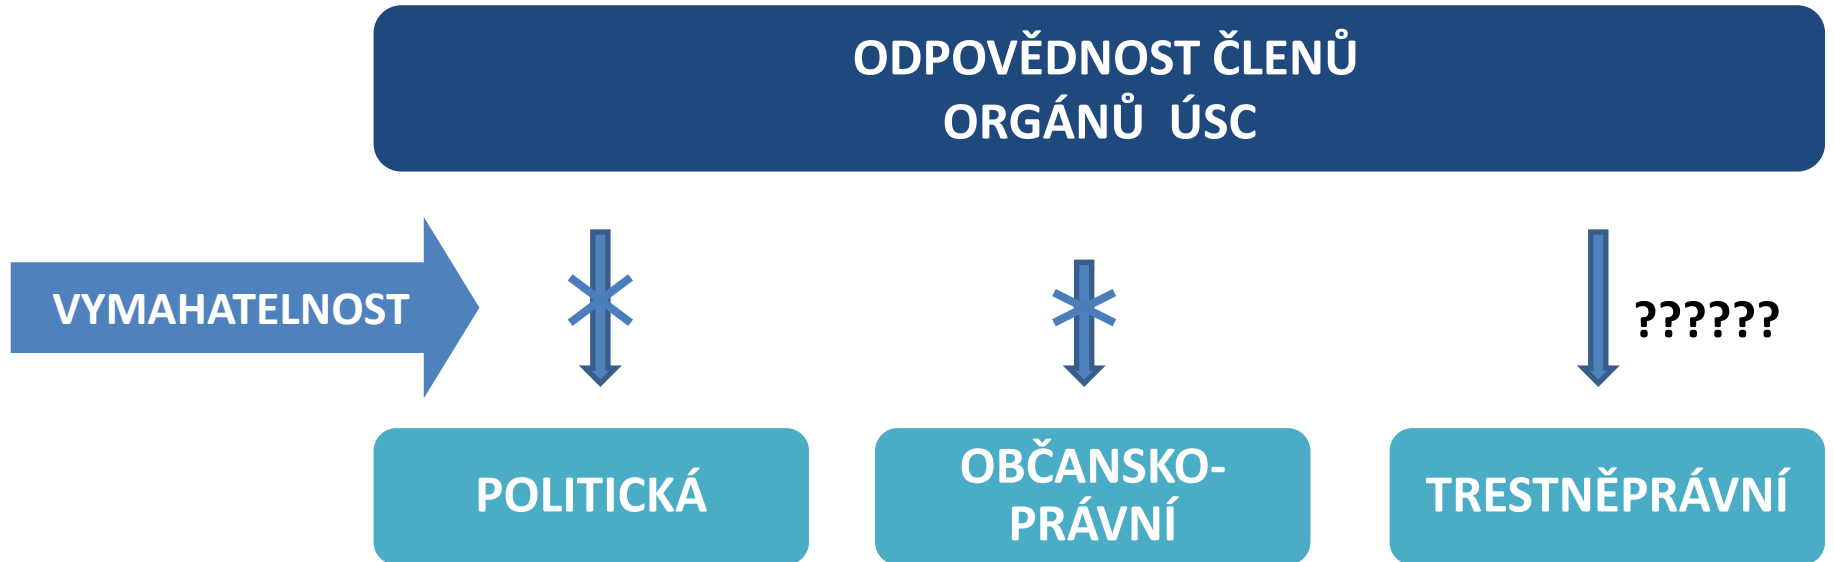 ODPOVĚDNOST ČLENŮ
ORGÁNŮ ÚSC
VYMAHATELNOST
??????
POLITICKÁ
OBČANSKO-
PRÁVNÍ
TRESTNĚPRÁVNÍ